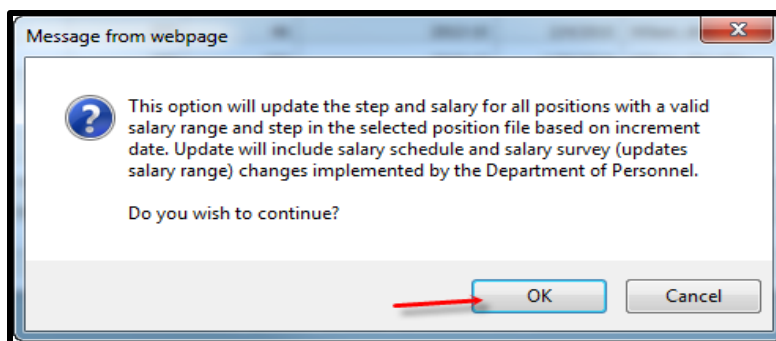 Message from webpage
This option will update the step and salary for all positions with a valid
salary range and step in the selected position file based on increment
date. Update will include salary schedule and salary survey (updates
salary range) changes implemented by the Department of Personnel.
Do you wish to continue?
OK
Cancel